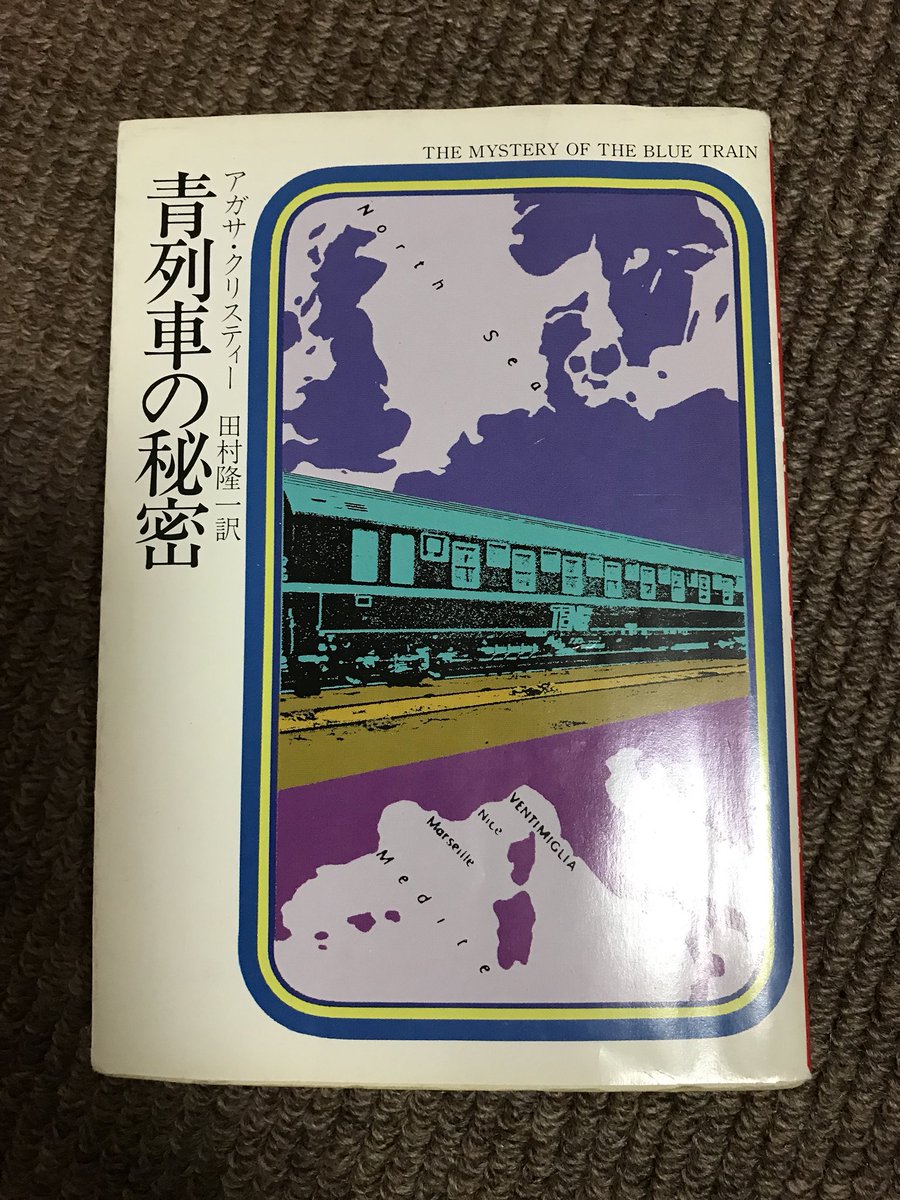 THE MYSTERY OF THE BLUE TRAIN
青列車の秘密
アガサ・クリスティー 田村隆一訳
North Sea
VENTIMIGLIA
Nice
Marseille
Medite